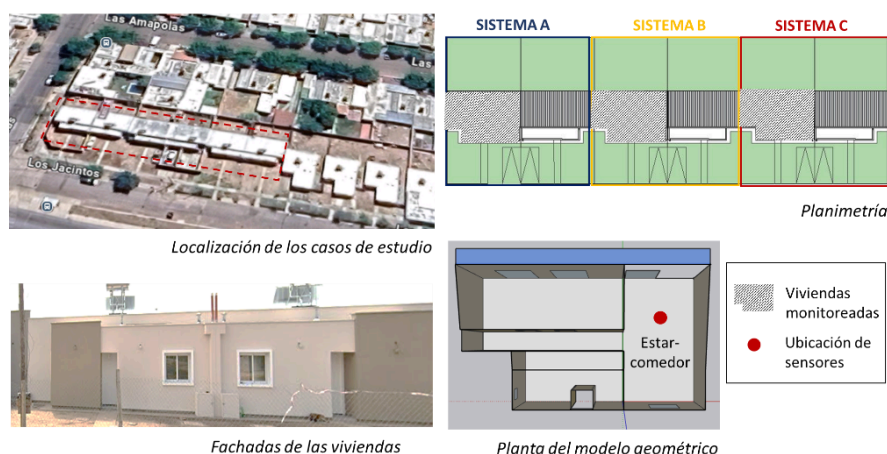 Las Amapolas
Las
Los Jacintos
Localización de los casos de estudio
SISTEMA A
SISTEMA B
SISTEMA C
Planimetría
Fachadas de las viviendas
Estar-
comedor
Planta del modelo geométrico
Viviendas
monitoreadas
Ubicación de
sensores